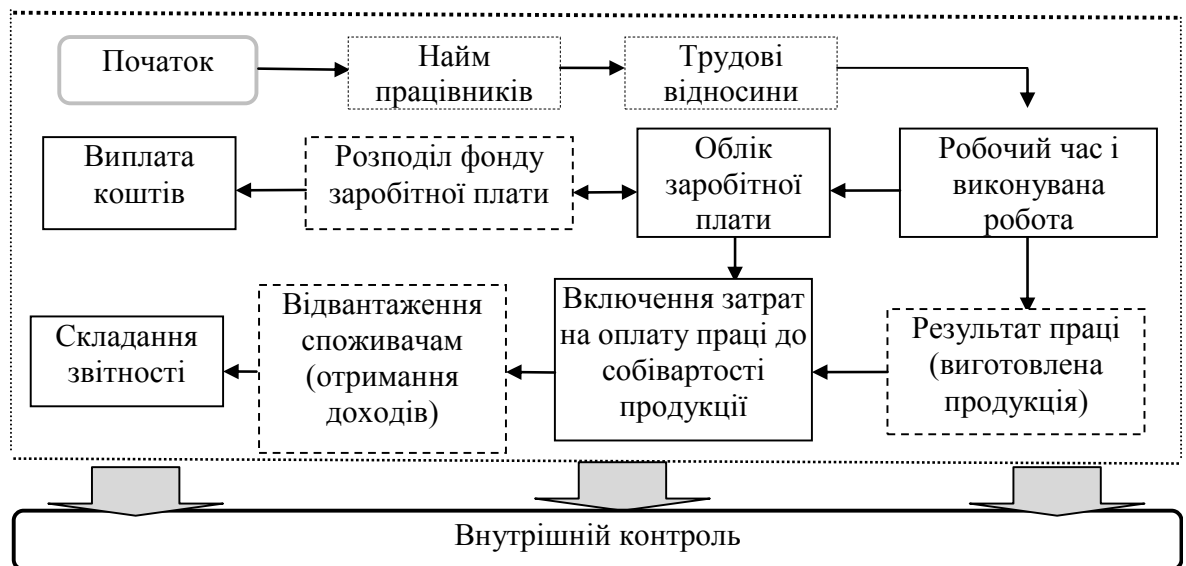 Початок
Найм
працівників
Трудові
відносини
Виплата
коштів
Розподіл фонду
заробітної плати
Облік
заробітної
плати
Робочий час і
виконувана
робота
Складання
звітності
Відвантаження
споживачам
(отримання
доходів)
Включення затрат
на оплату праці до
собівартості
продукції
Результат праці
(виготовлена
продукція)
Внутрішній контроль